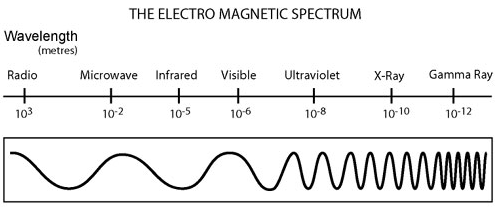 THE ELECTRO MAGNETIC SPECTRUM
Wavelength
(metres)
Radio Microwave Infrared Visible Ultraviolet X-Ray Gamma Ray
10³ 10⁻² 10⁻⁵ 10⁻⁶ 10⁻⁸ 10⁻¹⁰ 10⁻¹²